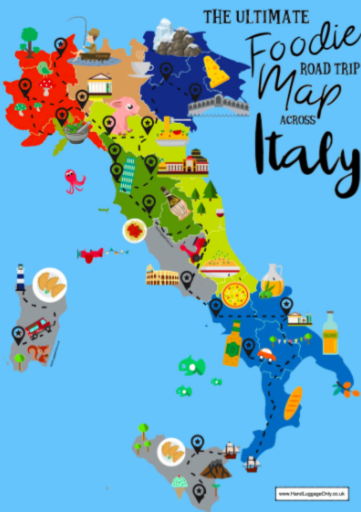 THE ULTIMATE
Foodie
ROAD TRIP
Map
ACROSS
Italy
www.HandLuggageOnly.co.uk